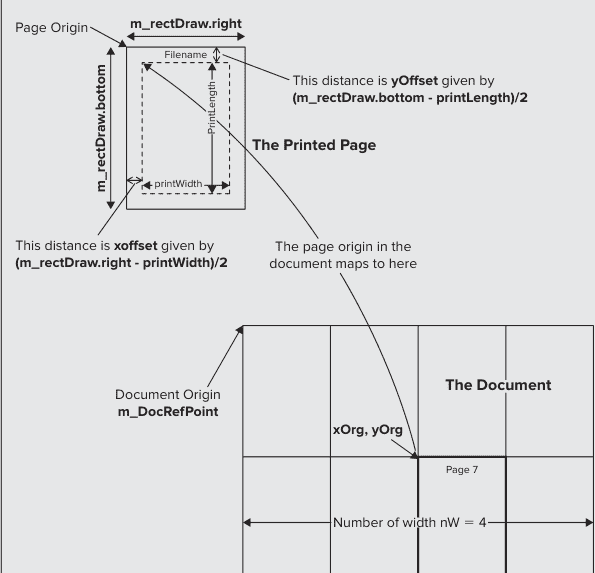 Page Origin
m_rectDraw.right
Filename
m_rectDraw.bottom
PrintLength
printWidth
This distance is yOffset given by
(m_rectDraw.bottom - printLength)/2
The Printed Page
This distance is xoffset given by
(m_rectDraw.right - printWidth)/2
The page origin in the
document maps to here
Document Origin
m_DocRefPoint
The Document
xOrg, yOrg
Page 7
Number of width nW = 4